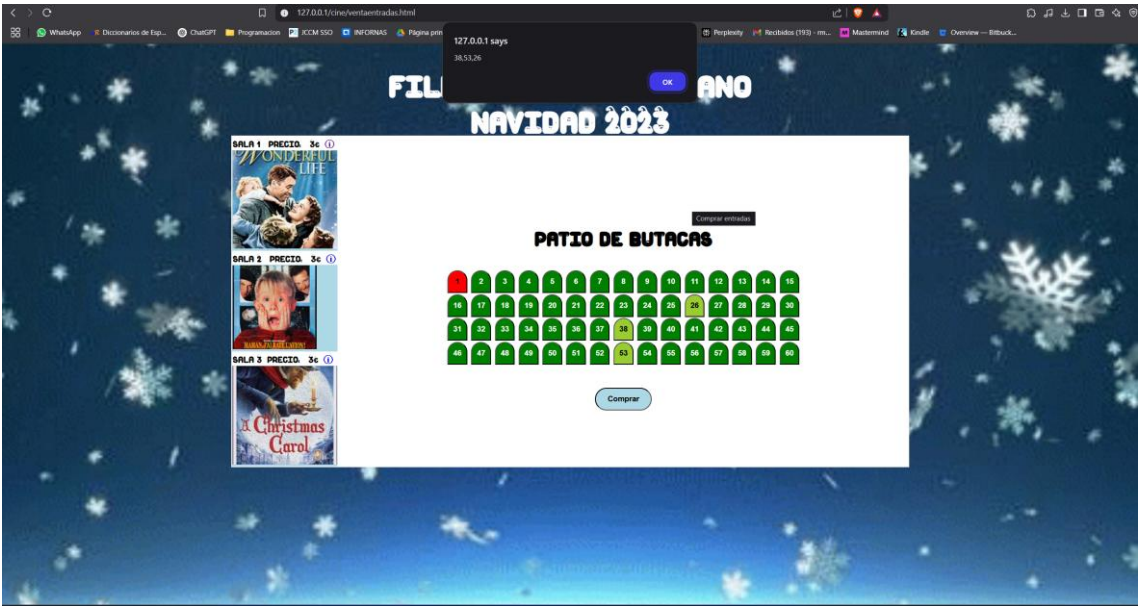 127.0.0.1/cine/ventaentradas.html
WhatsApp Diccionarios de Esp... ChatGPT Programacion JCCM SSO INFORNAS Página prin Perplexity Recibidos (193) - rm... Mastermind Kindle Overview — Bitbuck...
127.0.0.1 says
38,53,26
OK
FIL ANO
NAVIDAD 2023
SALA 1 PRECIO. 3€
WONDERFUL
LIFE
Comprar entradas
PATIO DE BUTACAS
SALA 2 PRECIO. 3€
1 2 3 4 5 6 7 8 9 10 11 12 13 14 15
16 17 18 19 20 21 22 23 24 25 26 27 28 29 30
31 32 33 34 35 36 37 38 39 40 41 42 43 44 45
46 47 48 49 50 51 52 53 54 55 56 57 58 59 60
SALA 3 PRECIO. 3€
Comprar
A Christmas
Carol